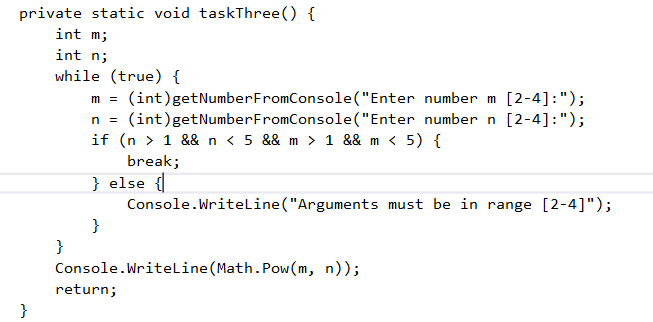 private static void taskThree() {
    int m;
    int n;
    while (true) {
        m = (int)getNumberFromConsole("Enter number m [2-4]:");
        n = (int)getNumberFromConsole("Enter number n [2-4]:");
        if (n > 1 && n < 5 && m > 1 && m < 5) {
            break;
        } else {
            Console.WriteLine("Arguments must be in range [2-4]");
        }
    }
    Console.WriteLine(Math.Pow(m, n));
    return;
}